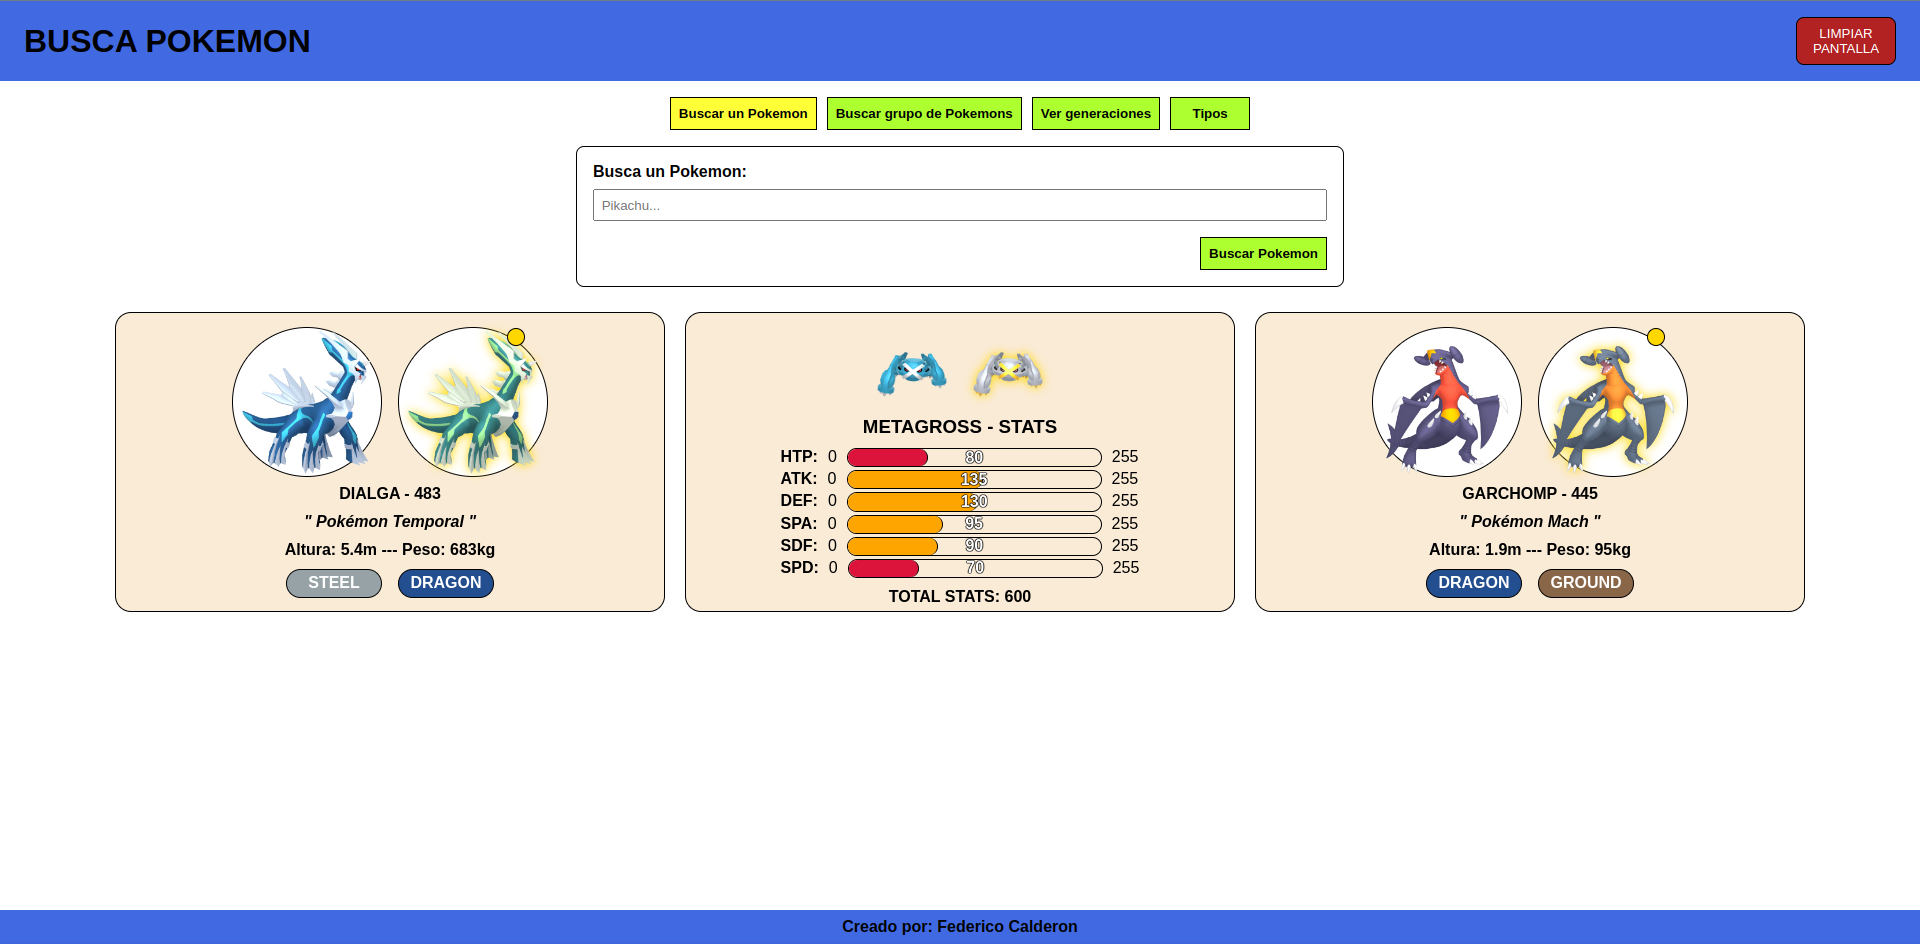 BUSCA POKEMON
LIMPIAR
PANTALLA
Buscar un Pokemon
Buscar grupo de Pokemons
Ver generaciones
Tipos
Busca un Pokemon:
Pikachu...
Buscar Pokemon
DIALGA - 483
" Pokémon Temporal "
Altura: 5.4m --- Peso: 683kg
STEEL DRAGON
METAGROSS - STATS
HTP: 0 80 255
ATK: 0 135 255
DEF: 0 130 255
SPA: 0 95 255
SDF: 0 90 255
SPD: 0 70 255
TOTAL STATS: 600
GARCHOMP - 445
" Pokémon Mach "
Altura: 1.9m --- Peso: 95kg
DRAGON GROUND
Creado por: Federico Calderon